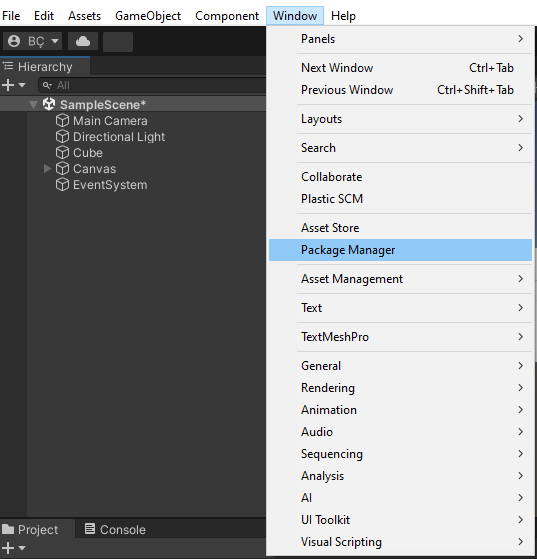 File Edit Assets GameObject Component Window Help
BÇ
Hierarchy
All
SampleScene*
Main Camera
Directional Light
Cube
Canvas
EventSystem
Panels
Next Window Ctrl+Tab
Previous Window Ctrl+Shift+Tab
Layouts
Search
Collaborate
Plastic SCM
Asset Store
Package Manager
Asset Management
Text
TextMeshPro
General
Rendering
Animation
Audio
Sequencing
Analysis
AI
UI Toolkit
Visual Scripting
Project Console